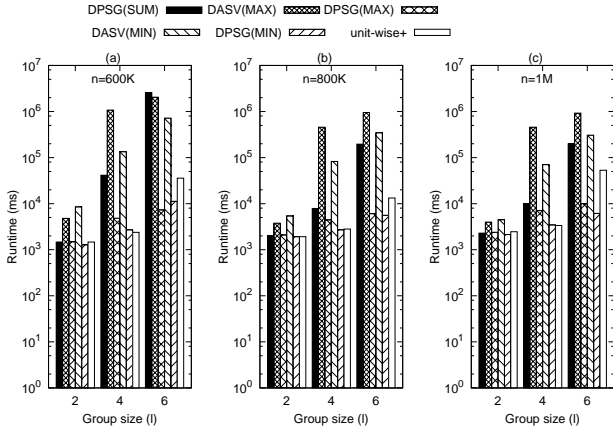 DPSG(SUM) DASV(MAX) DPSG(MAX)
DASV(MIN) DPSG(MIN) unit-wise+
(a) (b) (c)
n=600K n=800K n=1M
Runtime (ms)
10^7
10^6
10^5
10^4
10^3
10^2
10^1
10^0
2 4 6
Group size (l)
Runtime (ms)
10^7
10^6
10^5
10^4
10^3
10^2
10^1
10^0
2 4 6
Group size (l)
Runtime (ms)
10^7
10^6
10^5
10^4
10^3
10^2
10^1
10^0
2 4 6
Group size (l)